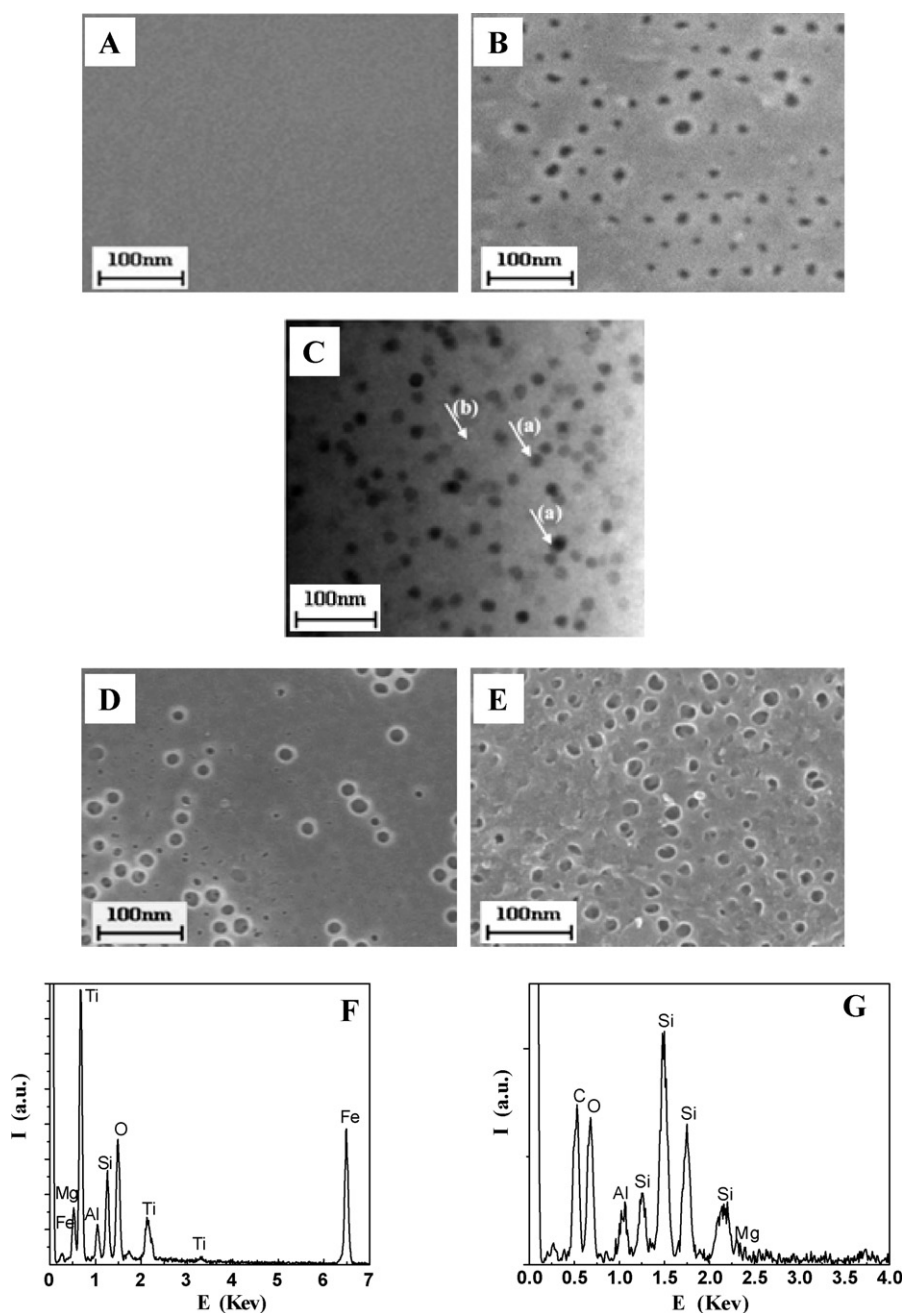 A
100nm
B
100nm
C
(b)
(a)
(a)
100nm
D
100nm
E
100nm
F
Ti
Fe
O
Si
Mg
Fe
Al
Ti
Ti
I (a.u.)
0 1 2 3 4 5 6 7
E (Kev)
G
Si
C
O
Si
Al
Si
Si
Mg
I (a.u.)
0.0 0.5 1.0 1.5 2.0 2.5 3.0 3.5 4.0
E (Kev)